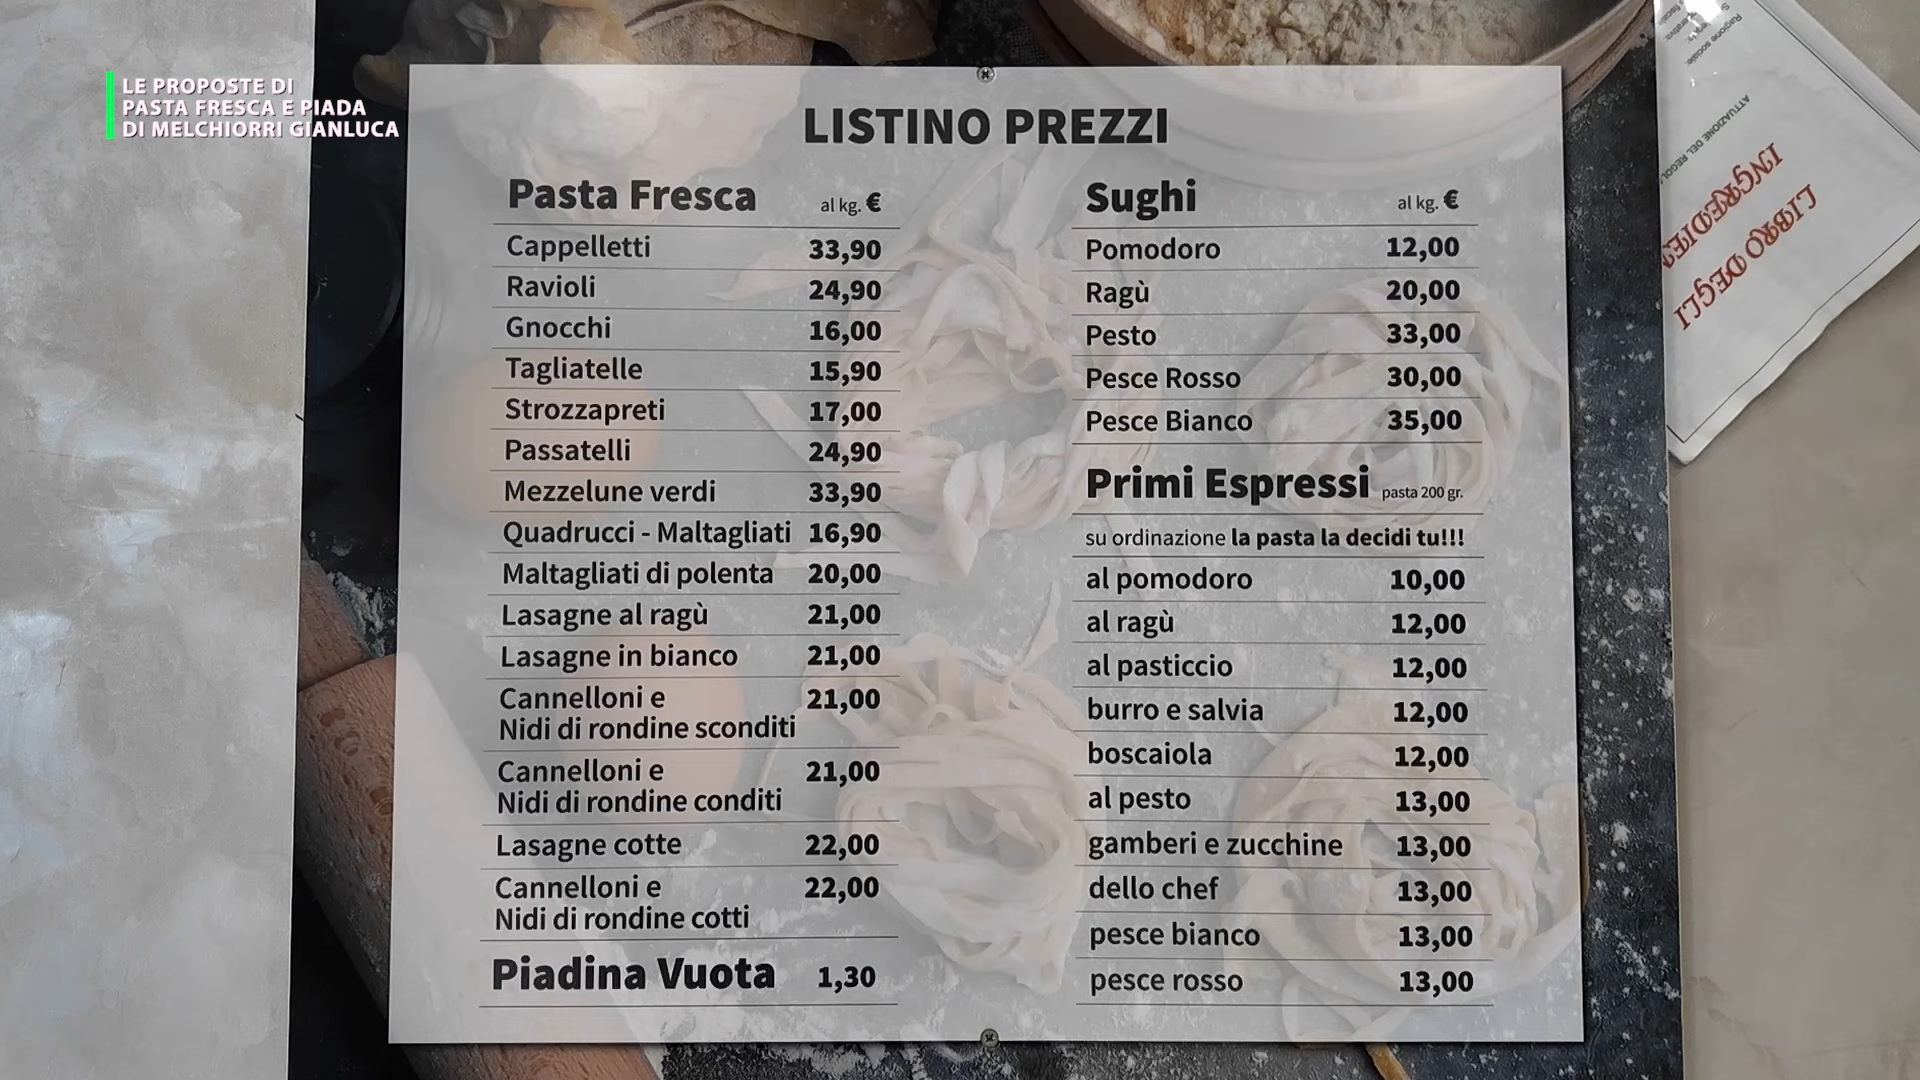 LE PROPOSTE DI
PASTA FRESCA E PIADA
DI MELCHIORRI GIANLUCA
LISTINO PREZZI
Pasta Fresca al kg. €
Cappelletti 33,90
Ravioli 24,90
Gnocchi 16,00
Tagliatelle 15,90
Strozzapreti 17,00
Passatelli 24,90
Mezzelune verdi 33,90
Quadrucci - Maltagliati 16,90
Maltagliati di polenta 20,00
Lasagne al ragù 21,00
Lasagne in bianco 21,00
Cannelloni e 21,00
Nidi di rondine sconditi
Cannelloni e 21,00
Nidi di rondine conditi
Lasagne cotte 22,00
Cannelloni e 22,00
Nidi di rondine cotti
Piadina Vuota 1,30
Sughi al kg. €
Pomodoro 12,00
Ragù 20,00
Pesto 33,00
Pesce Rosso 30,00
Pesce Bianco 35,00
Primi Espressi pasta 200 gr.
su ordinazione la pasta la decidi tu!!!
al pomodoro 10,00
al ragù 12,00
al pasticcio 12,00
burro e salvia 12,00
boscaiola 12,00
al pesto 13,00
gamberi e zucchine 13,00
dello chef 13,00
pesce bianco 13,00
pesce rosso 13,00
Ragione sociale
ATTUAZIONE DEL
LIBRO DEGLI